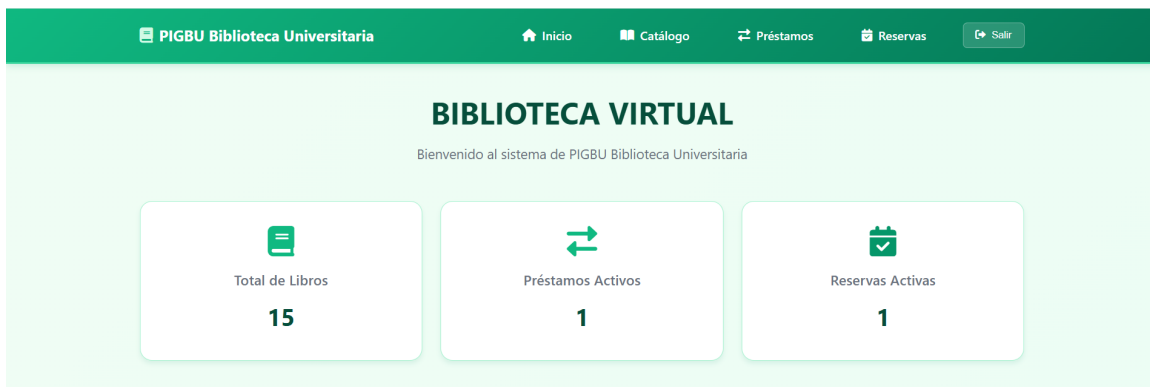 PIGBU Biblioteca Universitaria Inicio Catálogo Préstamos Reservas Salir
BIBLIOTECA VIRTUAL
Bienvenido al sistema de PIGBU Biblioteca Universitaria
Total de Libros
15
Préstamos Activos
1
Reservas Activas
1